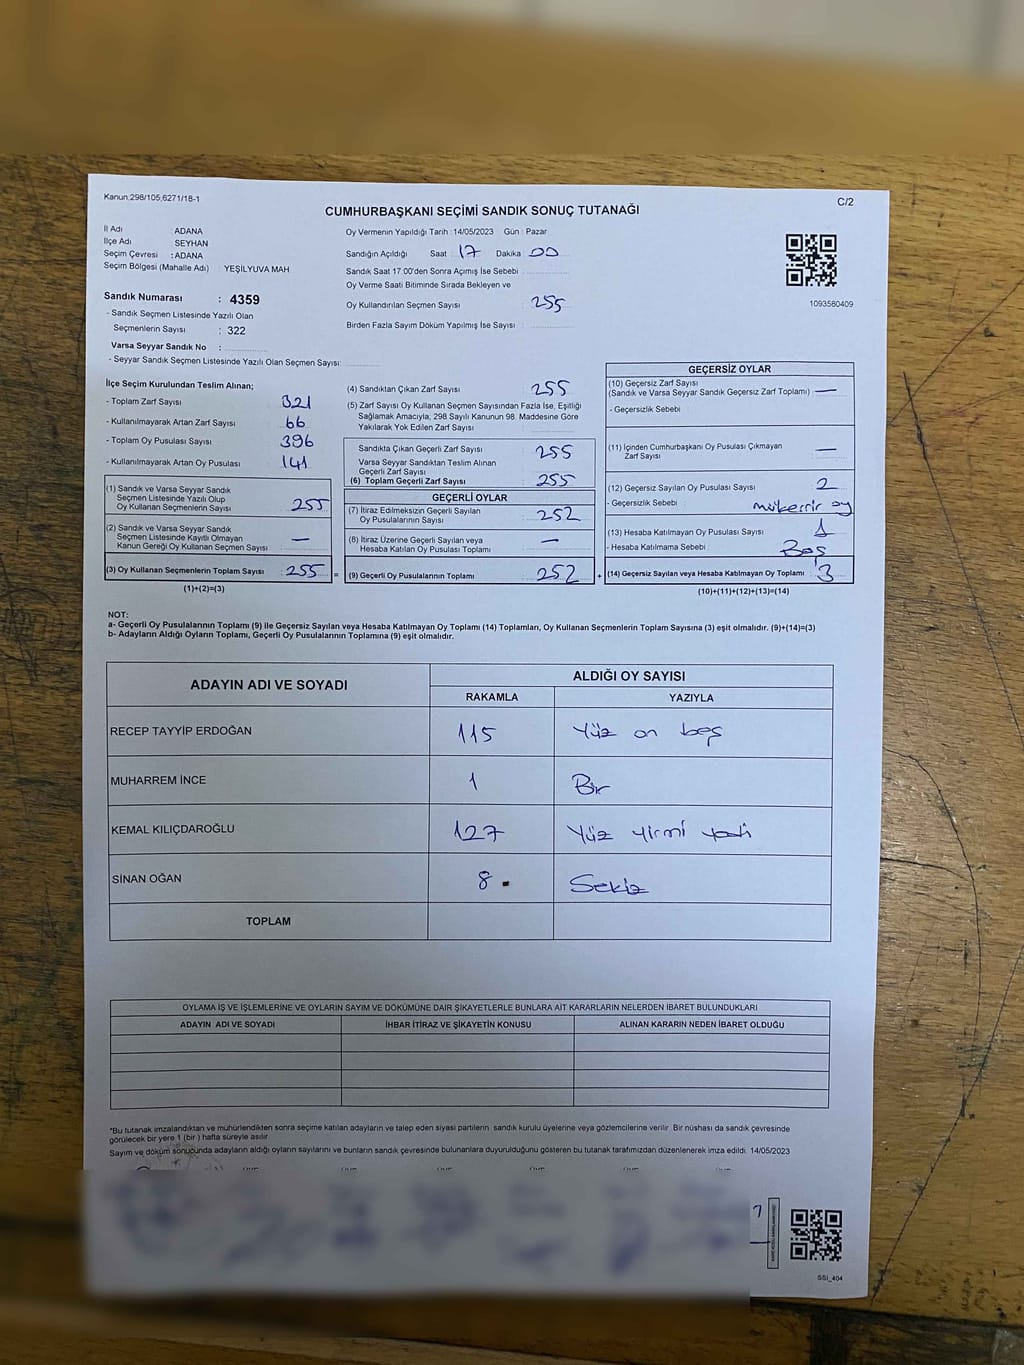 Kanun:298/105,6271/18-1
C/2
CUMHURBAŞKANI SEÇİMİ SANDIK SONUÇ TUTANAĞI
İl Adı ADANA
İlçe Adı SEYHAN
Seçim Çevresi : ADANA
Seçim Bölgesi (Mahalle Adı) YEŞİLYUVA MAH
Sandık Numarası : 4359
- Sandık Seçmen Listesinde Yazılı Olan
Seçmenlerin Sayısı : 322
Varsa Seyyar Sandık No :
- Seyyar Sandık Seçmen Listesinde Yazılı Olan Seçmen Sayısı:
Oy Vermenin Yapıldığı Tarih : 14/05/2023 Gün : Pazar
Sandığın Açıldığı Saat 17 Dakika 00
Sandık Saat 17.00'den Sonra Açımış İse Sebebi
Oy Verme Saati Bitiminde Sırada Bekleyen ve
Oy Kullandırılan Seçmen Sayısı : 255
Birden Fazla Sayım Döküm Yapılmış İse Sayısı :
1093560409
İlçe Seçim Kurulundan Teslim Alınan;
- Toplam Zarf Sayısı 321
- Kullanılmayarak Artan Zarf Sayısı 66
- Toplam Oy Pusulası Sayısı 396
- Kullanılmayarak Artan Oy Pusulası 141
(1) Sandık ve Varsa Seyyar Sandık
Seçmen Listesinde Yazılı Olup
Oy Kullanan Seçmenlerin Sayısı 255
(2) Sandık ve Varsa Seyyar Sandık
Seçmen Listesinde Kayıtlı Olmayan
Kanun Gereği Oy Kullanan Seçmen Sayısı : —
(3) Oy Kullanan Seçmenlerin Toplam Sayısı 255 =
(1)+(2)=(3)
(4) Sandıktan Çıkan Zarf Sayısı : 255
(5) Zarf Sayısı Oy Kullanan Seçmen Sayısından Fazla İse, Eşitliği
Sağlamak Amacıyla; 298 Sayılı Kanunun 98. Maddesine Göre
Yakılarak Yok Edilen Zarf Sayısı
Sandıkta Çıkan Geçerli Zarf Sayısı 255
Varsa Seyyar Sandıktan Teslim Alınan
Geçerli Zarf Sayısı
(6) Toplam Geçerli Zarf Sayısı 255
GEÇERLİ OYLAR
(7) İtiraz Edilmeksizin Geçerli Sayılan
Oy Pusulalarının Sayısı : 252
(8) İtiraz Üzerine Geçerli Sayılan veya
Hesaba Katılan Oy Pusulası Toplamı : —
(9) Geçerli Oy Pusulalarının Toplamı 252 +
GEÇERSİZ OYLAR
(10) Geçersiz Zarf Sayısı
(Sandık ve Varsa Seyyar Sandık Geçersiz Zarf Toplamı) : —
- Geçersizlik Sebebi
(11) İçinden Cumhurbaşkanı Oy Pusulası Çıkmayan
Zarf Sayısı —
(12) Geçersiz Sayılan Oy Pusulası Sayısı : 2
- Geçersizlik Sebebi : mükerrir oy
(13) Hesaba Katılmayan Oy Pusulası Sayısı : 1
- Hesaba Katılmama Sebebi : Boş
(14) Geçersiz Sayılan veya Hesaba Katılmayan Oy Toplamı : 3
(10)+(11)+(12)+(13)=(14)
NOT:
a- Geçerli Oy Pusulalarının Toplamı (9) ile Geçersiz Sayılan veya Hesaba Katılmayan Oy Toplamı (14) Toplamları, Oy Kullanan Seçmenlerin Toplam Sayısına (3) eşit olmalıdır. (9)+(14)=(3)
b- Adayların Aldığı Oyların Toplamı, Geçerli Oy Pusulalarının Toplamına (9) eşit olmalıdır.
ADAYIN ADI VE SOYADI
ALDIĞI OY SAYISI
RAKAMLA YAZIYLA
RECEP TAYYİP ERDOĞAN 115 Yüz on beş
MUHARREM İNCE 1 Bir
KEMAL KILIÇDAROĞLU 127 Yüz yirmi yedi
SİNAN OĞAN 8 Sekiz
TOPLAM
OYLAMA İŞ VE İŞLEMLERİNE VE OYLARIN SAYIM VE DÖKÜMÜNE DAİR ŞİKAYETLERLE BUNLARA AİT KARARLARIN NELERDEN İBARET BULUNDUKLARI
ADAYIN ADI VE SOYADI İHBAR İTİRAZ VE ŞİKAYETİN KONUSU ALINAN KARARIN NEDEN İBARET OLDUĞU
*Bu tutanak imzalandıktan ve mühürlendikten sonra seçime katılan adayların ve talep eden siyasi partilerin sandık kurulu üyelerine veya gözlemcilerine verilir. Bir nüshası da sandık çevresinde
görülecek bir yere 1 (bir ) hafta süreyle asılır.
Sayım ve döküm sonucunda adayların aldığı oyların sayılarını ve bunların sandık çevresinde bulunanlara duyurulduğunu gösteren bu tutanak tarafımızdan düzenlenerek imza edildi. 14/05/2023
SSI_404